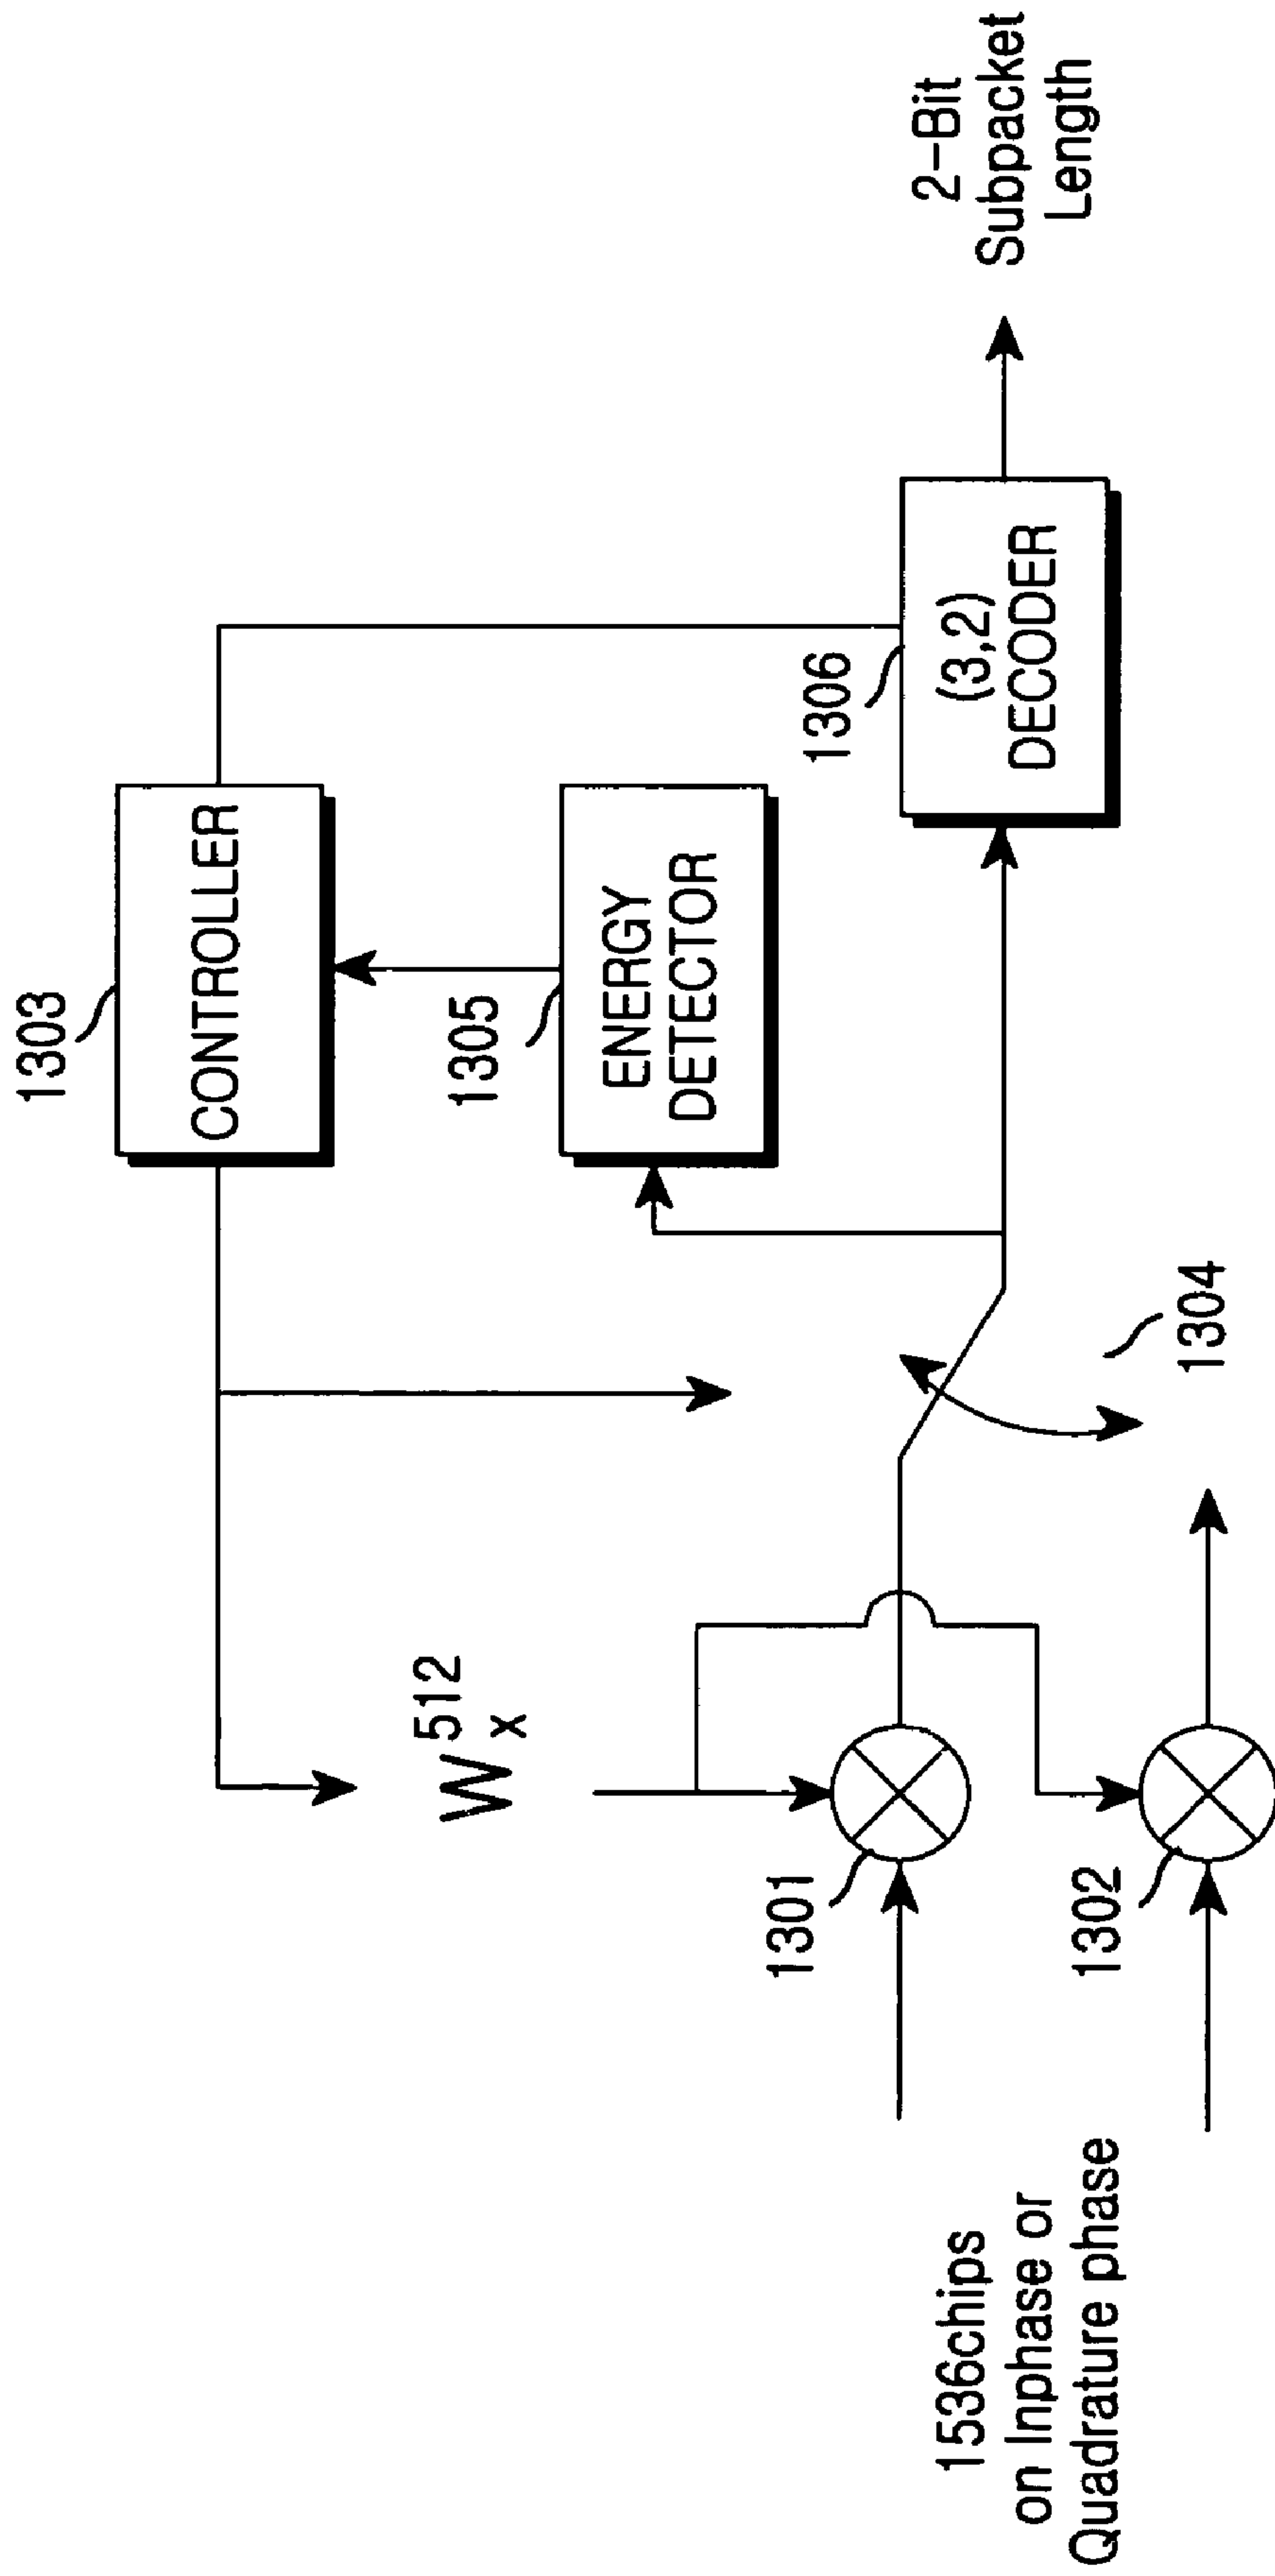 1303
CONTROLLER
1305
ENERGY
DETECTOR
W
512
x
1306
(3,2)
DECODER
2-Bit
Subpacket
Length
1301
1302
1304
1536chips
on Inphase or
Quadrature phase